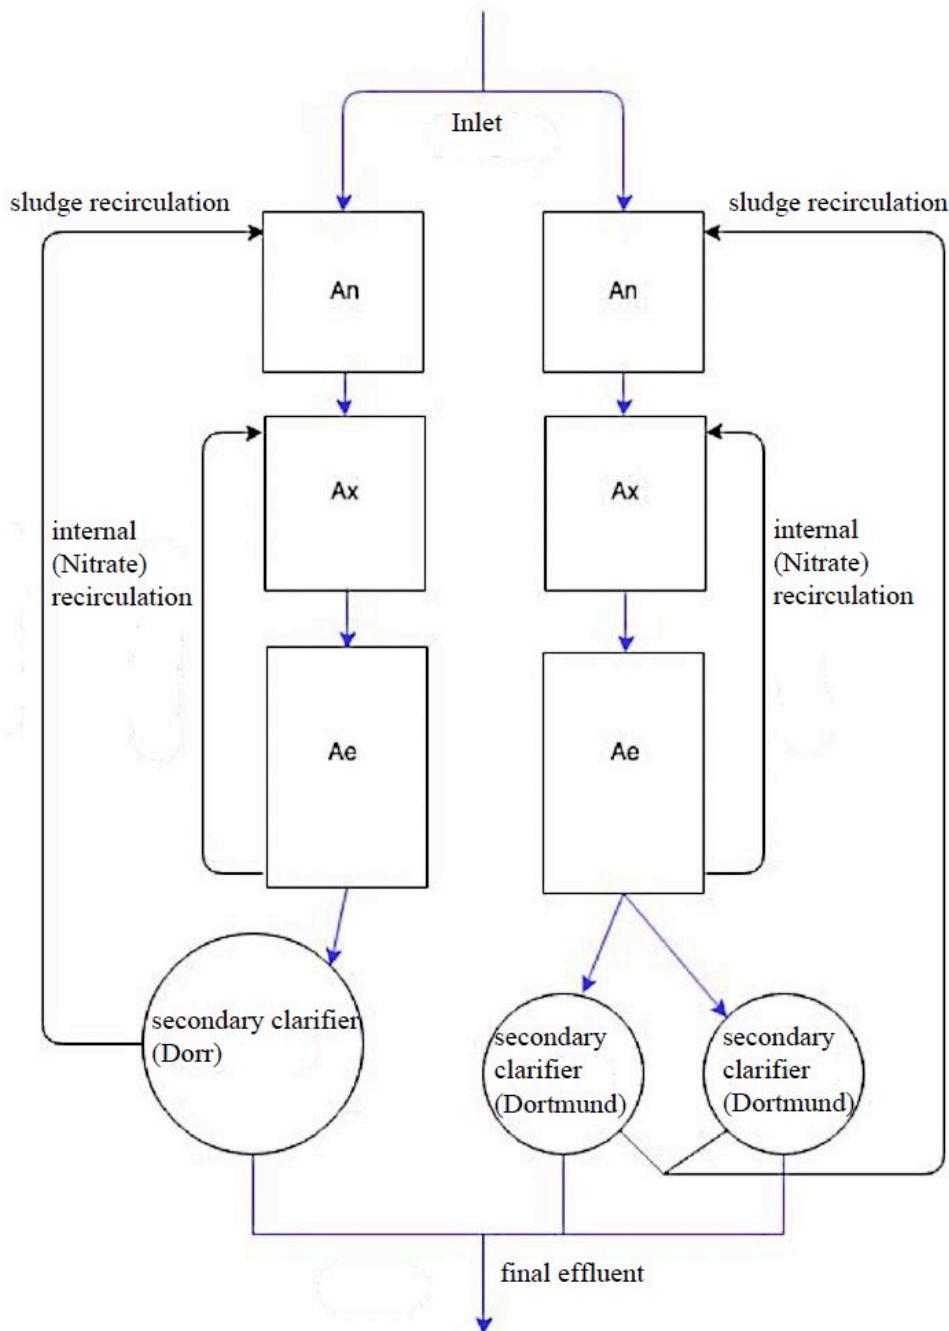 Inlet
sludge recirculation
sludge recirculation
An
An
Ax
Ax
internal
(Nitrate)
recirculation
internal
(Nitrate)
recirculation
Ae
Ae
secondary clarifier
(Dorr)
secondary
clarifier
(Dortmund)
secondary
clarifier
(Dortmund)
final effluent